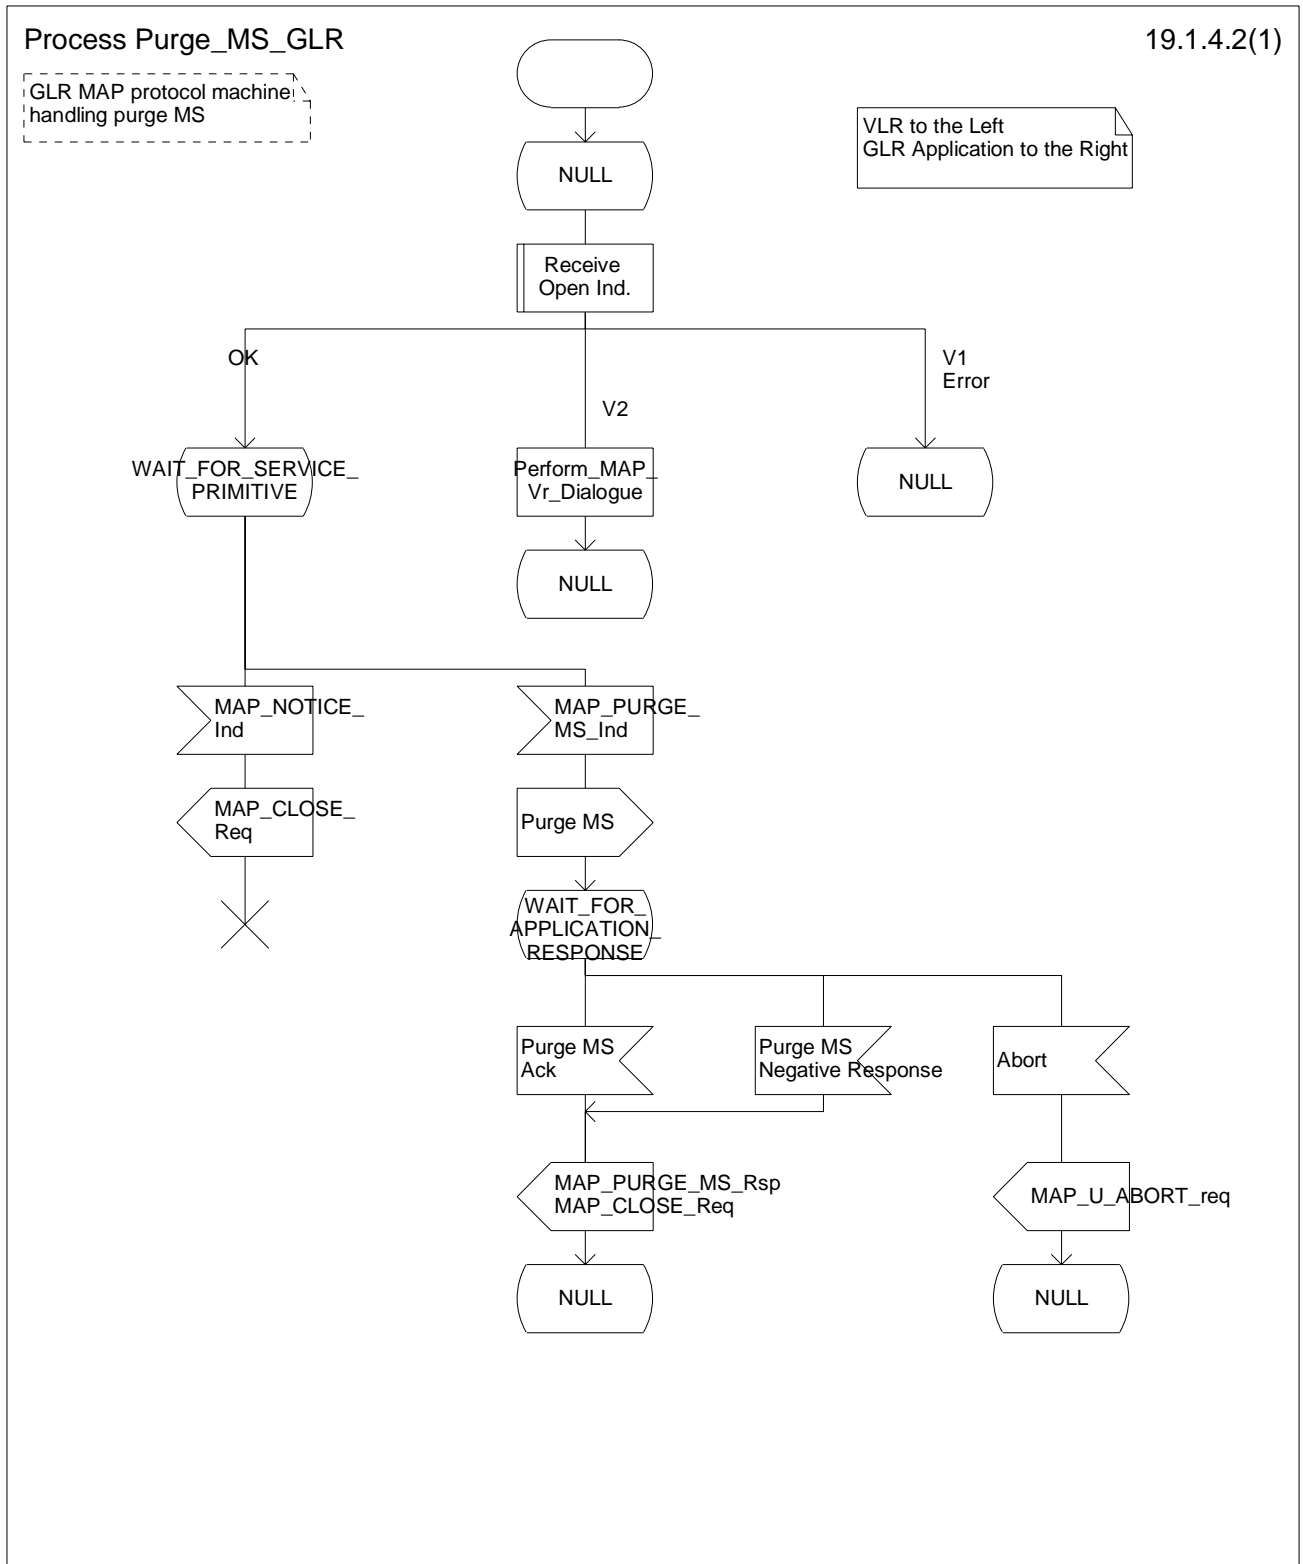 Process Purge_MS_GLR
19.1.4.2(1)
GLR MAP protocol machine
handling purge MS
VLR to the Left
GLR Application to the Right
NULL
Receive
Open Ind.
OK
V2
V1
Error
WAIT_FOR_SERVICE_
PRIMITIVE
Perform_MAP_
Vr_Dialogue
NULL
NULL
MAP_NOTICE_
Ind
MAP_PURGE_
MS_Ind
MAP_CLOSE_
Req
Purge MS
WAIT_FOR_
APPLICATION_
RESPONSE
Purge MS
Ack
Purge MS
Negative Response
Abort
MAP_PURGE_MS_Rsp
MAP_CLOSE_Req
MAP_U_ABORT_req
NULL
NULL